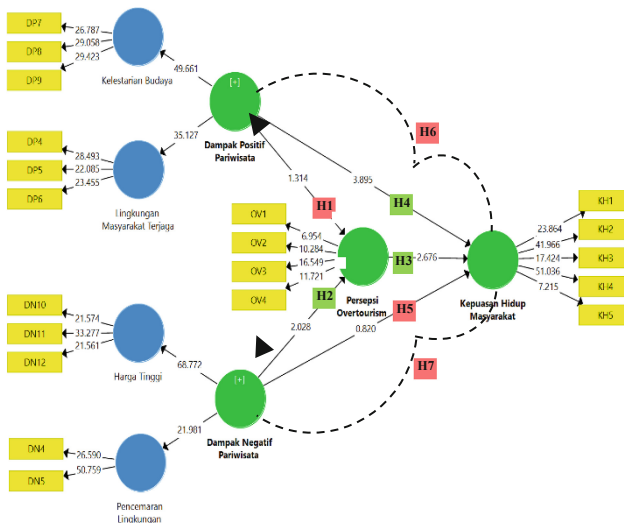 DP7
26.787
DP8
29.058
29.423
DP9
Kelestarian Budaya
49.661
[+]
DP4
28.493
DP5
22.085
DP6
23.455
35.127
Lingkungan
Masyarakat Terjaga
Dampak Positif
Pariwisata
H6
1.314
3.895
H1
H4
OV1
6.954
OV2
10.284
OV3
16.549
OV4
11.721
H3
2.676
H2
Persepsi
Overtourism
H5
2.028
0.820
Kepuasan Hidup
Masyarakat
KH1
23.864
KH2
41.966
17.424
KH3
51.036
KH4
7.215
KH5
DN10
21.574
DN11
33.277
DN12
21.561
Harga Tinggi
68.772
[+]
H7
21.981
Dampak Negatif
Pariwisata
DN4
26.590
DN5
50.759
Pencemaran
Lingkungan